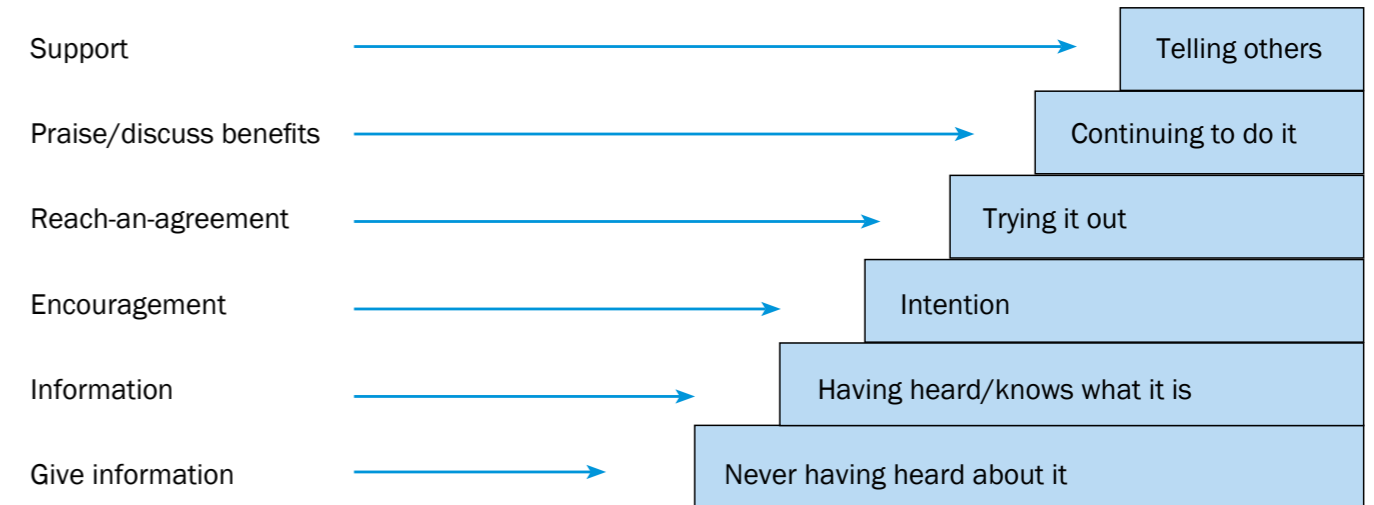 Support
Telling others
Praise/discuss benefits
Continuing to do it
Reach-an-agreement
Trying it out
Encouragement
Intention
Information
Having heard/knows what it is
Give information
Never having heard about it